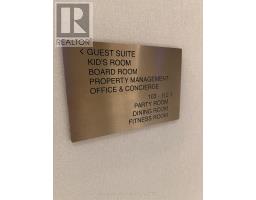 REALTOR®
< GUEST SUITE
KID'S ROOM
BOARD ROOM
PROPERTY MANAGEMENT
OFFICE & CONCIERGE
PARTY ROOM
DINING ROOM
FITNESS ROOM